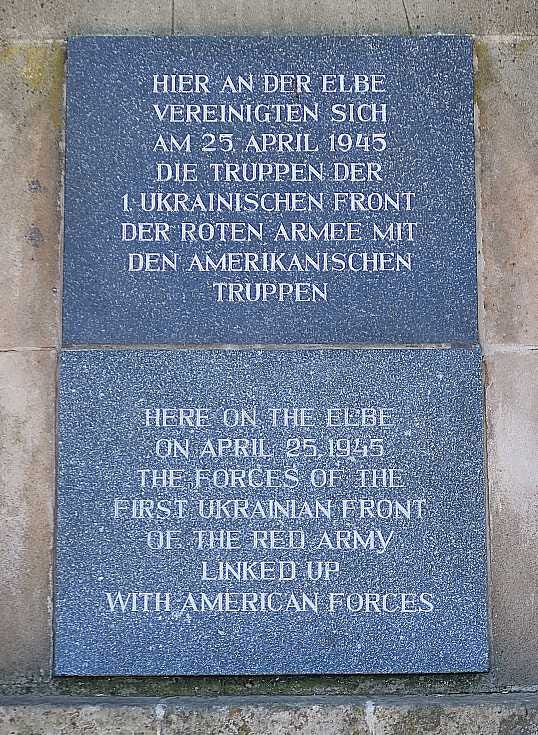 HIER AN DER ELBE
VEREINIGTEN SICH
AM 25 APRIL 1945
DIE TRUPPEN DER
1. UKRAINISCHEN FRONT
DER ROTEN ARMEE MIT
DEN AMERIKANISCHEN
TRUPPEN
HERE ON THE ELBE
ON APRIL 25 1945
THE FORCES OF THE
FIRST UKRAINIAN FRONT
OF THE RED ARMY
LINKED UP
WITH AMERICAN FORCES